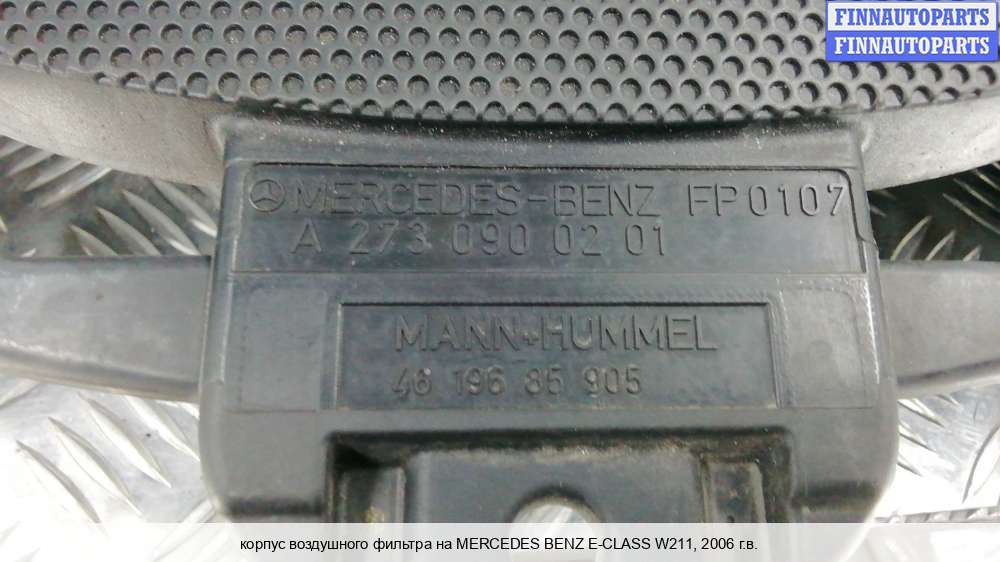 FINNAUTOPARTS
FINNAUTOPARTS
MERCEDES-BENZ FP0107
A 273 090 02 01
MANN+HUMMEL
46 196 85 905
корпус воздушного фильтра на MERCEDES BENZ E-CLASS W211, 2006 г.в.